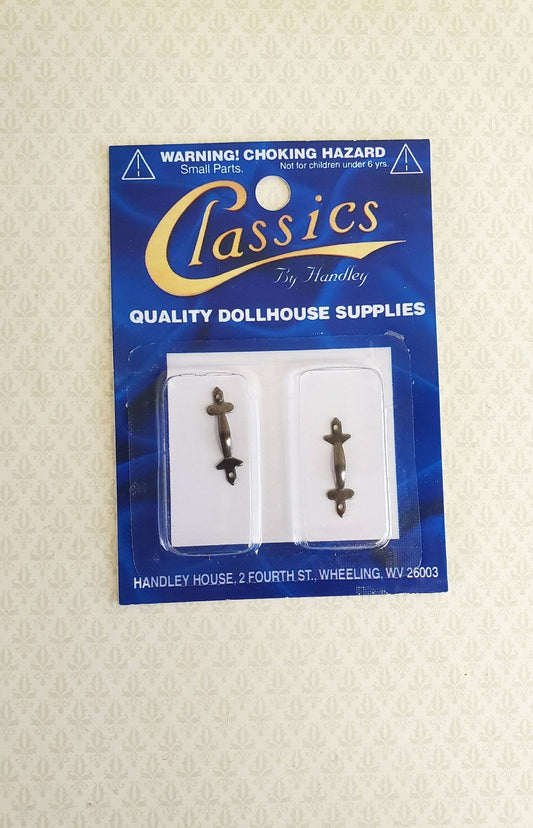 WARNING! CHOKING HAZARD
Small Parts. Not for children under 6 yrs.
Classics
By Handley
QUALITY DOLLHOUSE SUPPLIES
HANDLEY HOUSE, 2 FOURTH ST., WHEELING, WV 26003